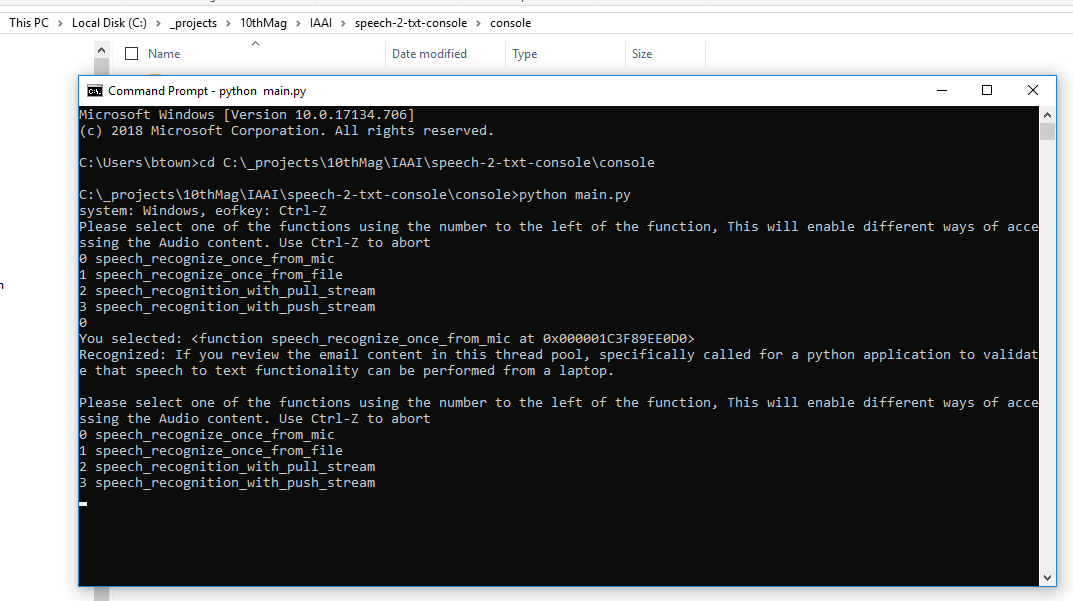 This PC > Local Disk (C:) > _projects > 10thMag > IAAI > speech-2-txt-console > console
Name Date modified Type Size
Command Prompt - python  main.py
Microsoft Windows [Version 10.0.17134.706]
(c) 2018 Microsoft Corporation. All rights reserved.
C:\Users\btown>cd C:\_projects\10thMag\IAAI\speech-2-txt-console\console
C:\_projects\10thMag\IAAI\speech-2-txt-console\console>python main.py
system: Windows, eofkey: Ctrl-Z
Please select one of the functions using the number to the left of the function, This will enable different ways of acce
ssing the Audio content. Use Ctrl-Z to abort
0 speech_recognize_once_from_mic
1 speech_recognize_once_from_file
2 speech_recognition_with_pull_stream
3 speech_recognition_with_push_stream
0
You selected: <function speech_recognize_once_from_mic at 0x000001C3F89EE0D0>
Recognized: If you review the email content in this thread pool, specifically called for a python application to validat
e that speech to text functionality can be performed from a laptop.
Please select one of the functions using the number to the left of the function, This will enable different ways of acce
ssing the Audio content. Use Ctrl-Z to abort
0 speech_recognize_once_from_mic
1 speech_recognize_once_from_file
2 speech_recognition_with_pull_stream
3 speech_recognition_with_push_stream